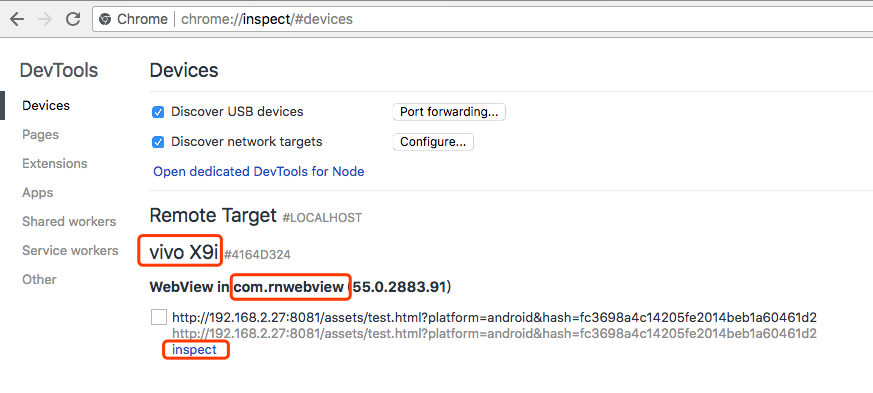 Chrome chrome://inspect/#devices
DevTools
Devices
Pages
Extensions
Apps
Shared workers
Service workers
Other
Devices
Discover USB devices Port forwarding...
Discover network targets Configure...
Open dedicated DevTools for Node
Remote Target #LOCALHOST
vivo X9i #4164D324
WebView in com.rnwebview (55.0.2883.91)
http://192.168.2.27:8081/assets/test.html?platform=android&hash=fc3698a4c14205fe2014beb1a60461d2
http://192.168.2.27:8081/assets/test.html?platform=android&hash=fc3698a4c14205fe2014beb1a60461d2
inspect